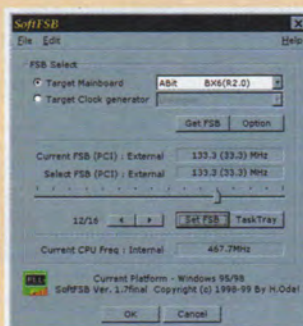 SoftFSB
File Edit Help
FSB Select
Target Mainboard ABit BX6(R2.0)
Target Clock generator
Get FSB Option
Current FSB (PCI) : External 133.3 (33.3) MHz
Select FSB (PCI) : External 133.3 (33.3) MHz
12/16 Set FSB TaskTray
Current CPU Freq : Internal 467.7MHz
Current Platform - Windows 95/98
SoftFSB Ver. 1.7final Copyright (c) 1998-99 By H.Oda!
OK Cancel